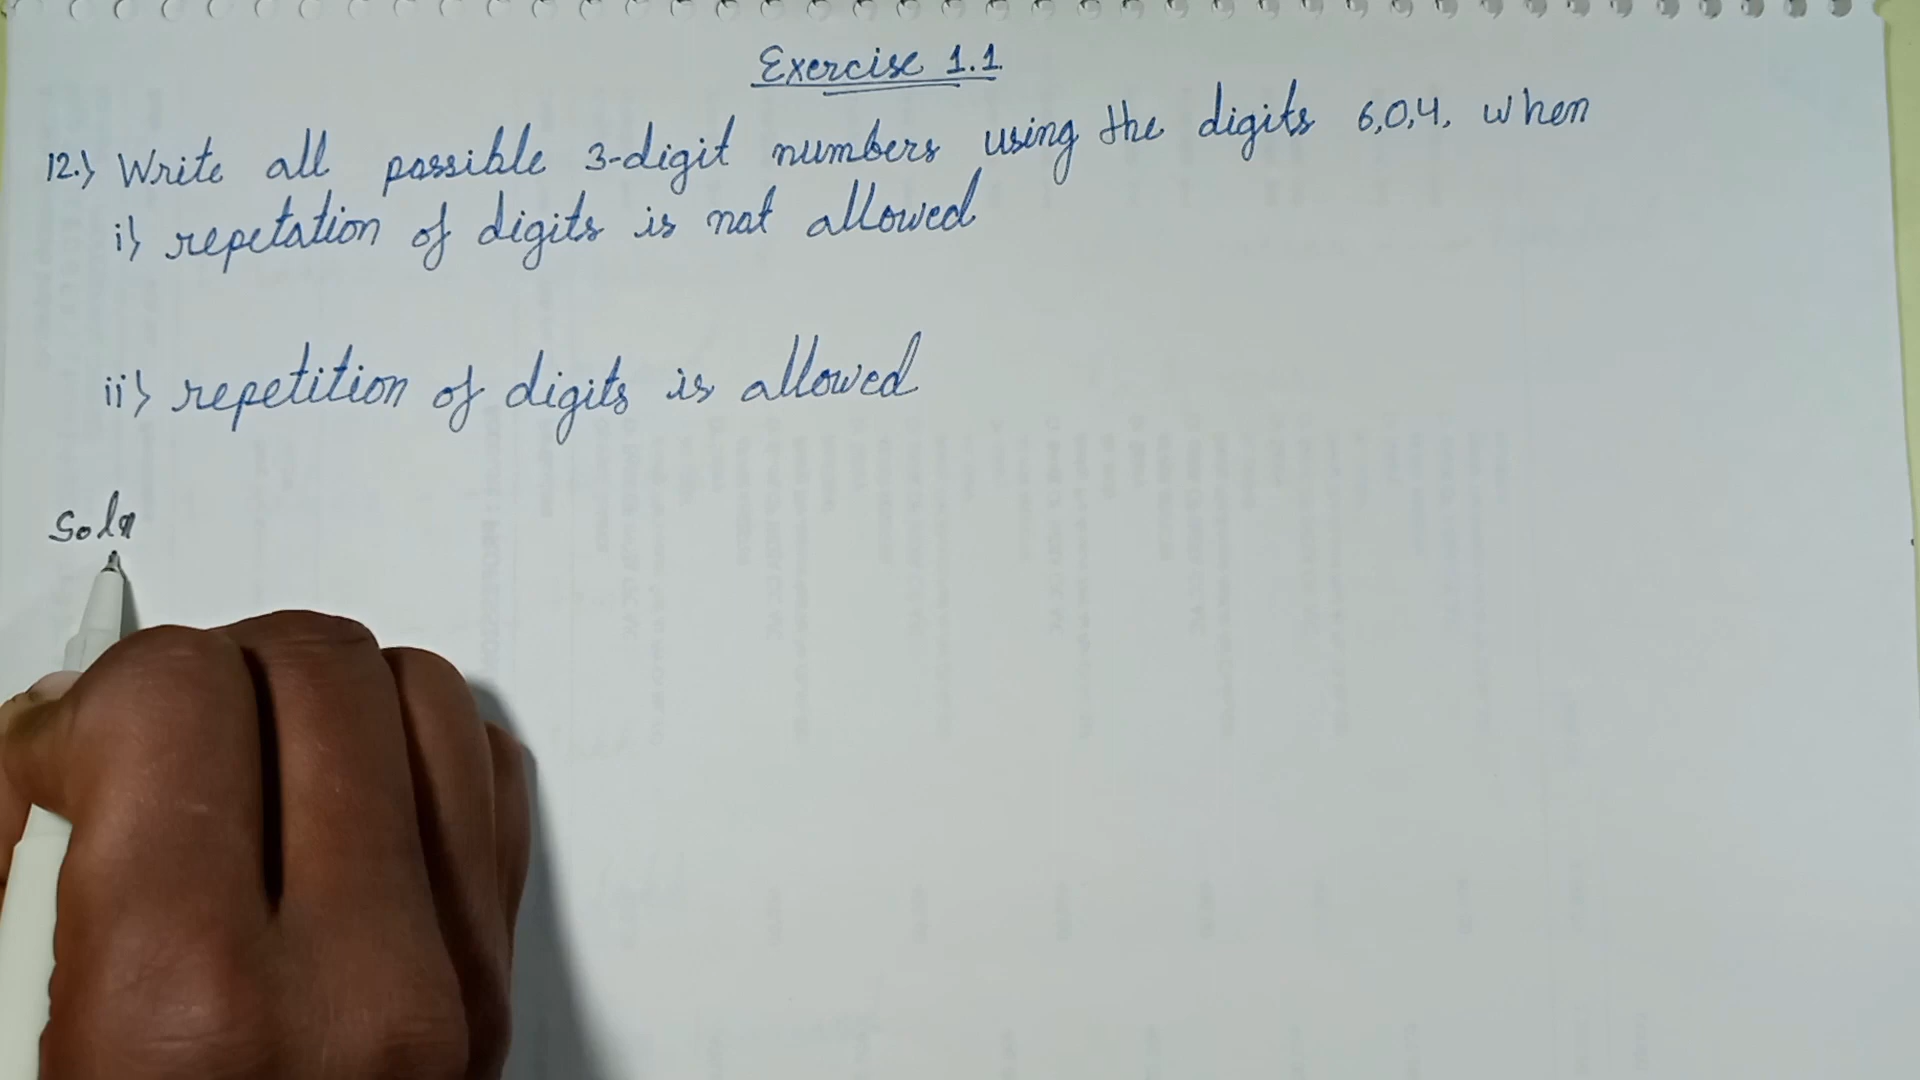 Exercise 1.1
12.) Write all possible 3-digit numbers using the digits 6,0,4, when
i) repetation of digits is not allowed
ii) repetition of digits is allowed
Soln